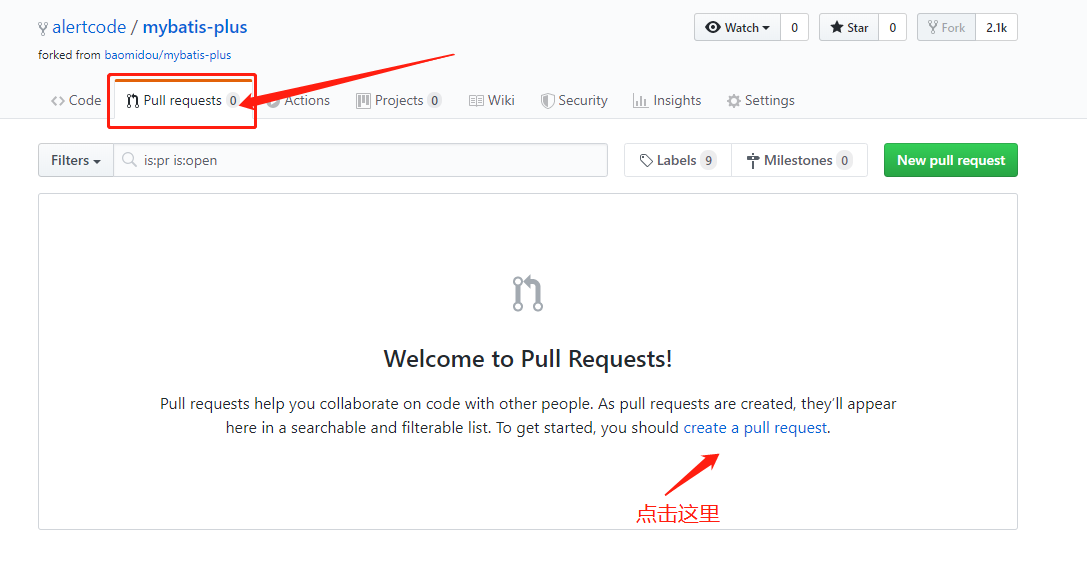 alertcode / mybatis-plus
Watch 0 Star 0 Fork 2.1k
forked from baomidou/mybatis-plus
<> Code Pull requests 0 Actions Projects 0 Wiki Security Insights Settings
Filters is:pr is:open Labels 9 Milestones 0 New pull request
Welcome to Pull Requests!
Pull requests help you collaborate on code with other people. As pull requests are created, they’ll appear
here in a searchable and filterable list. To get started, you should create a pull request.
点击这里